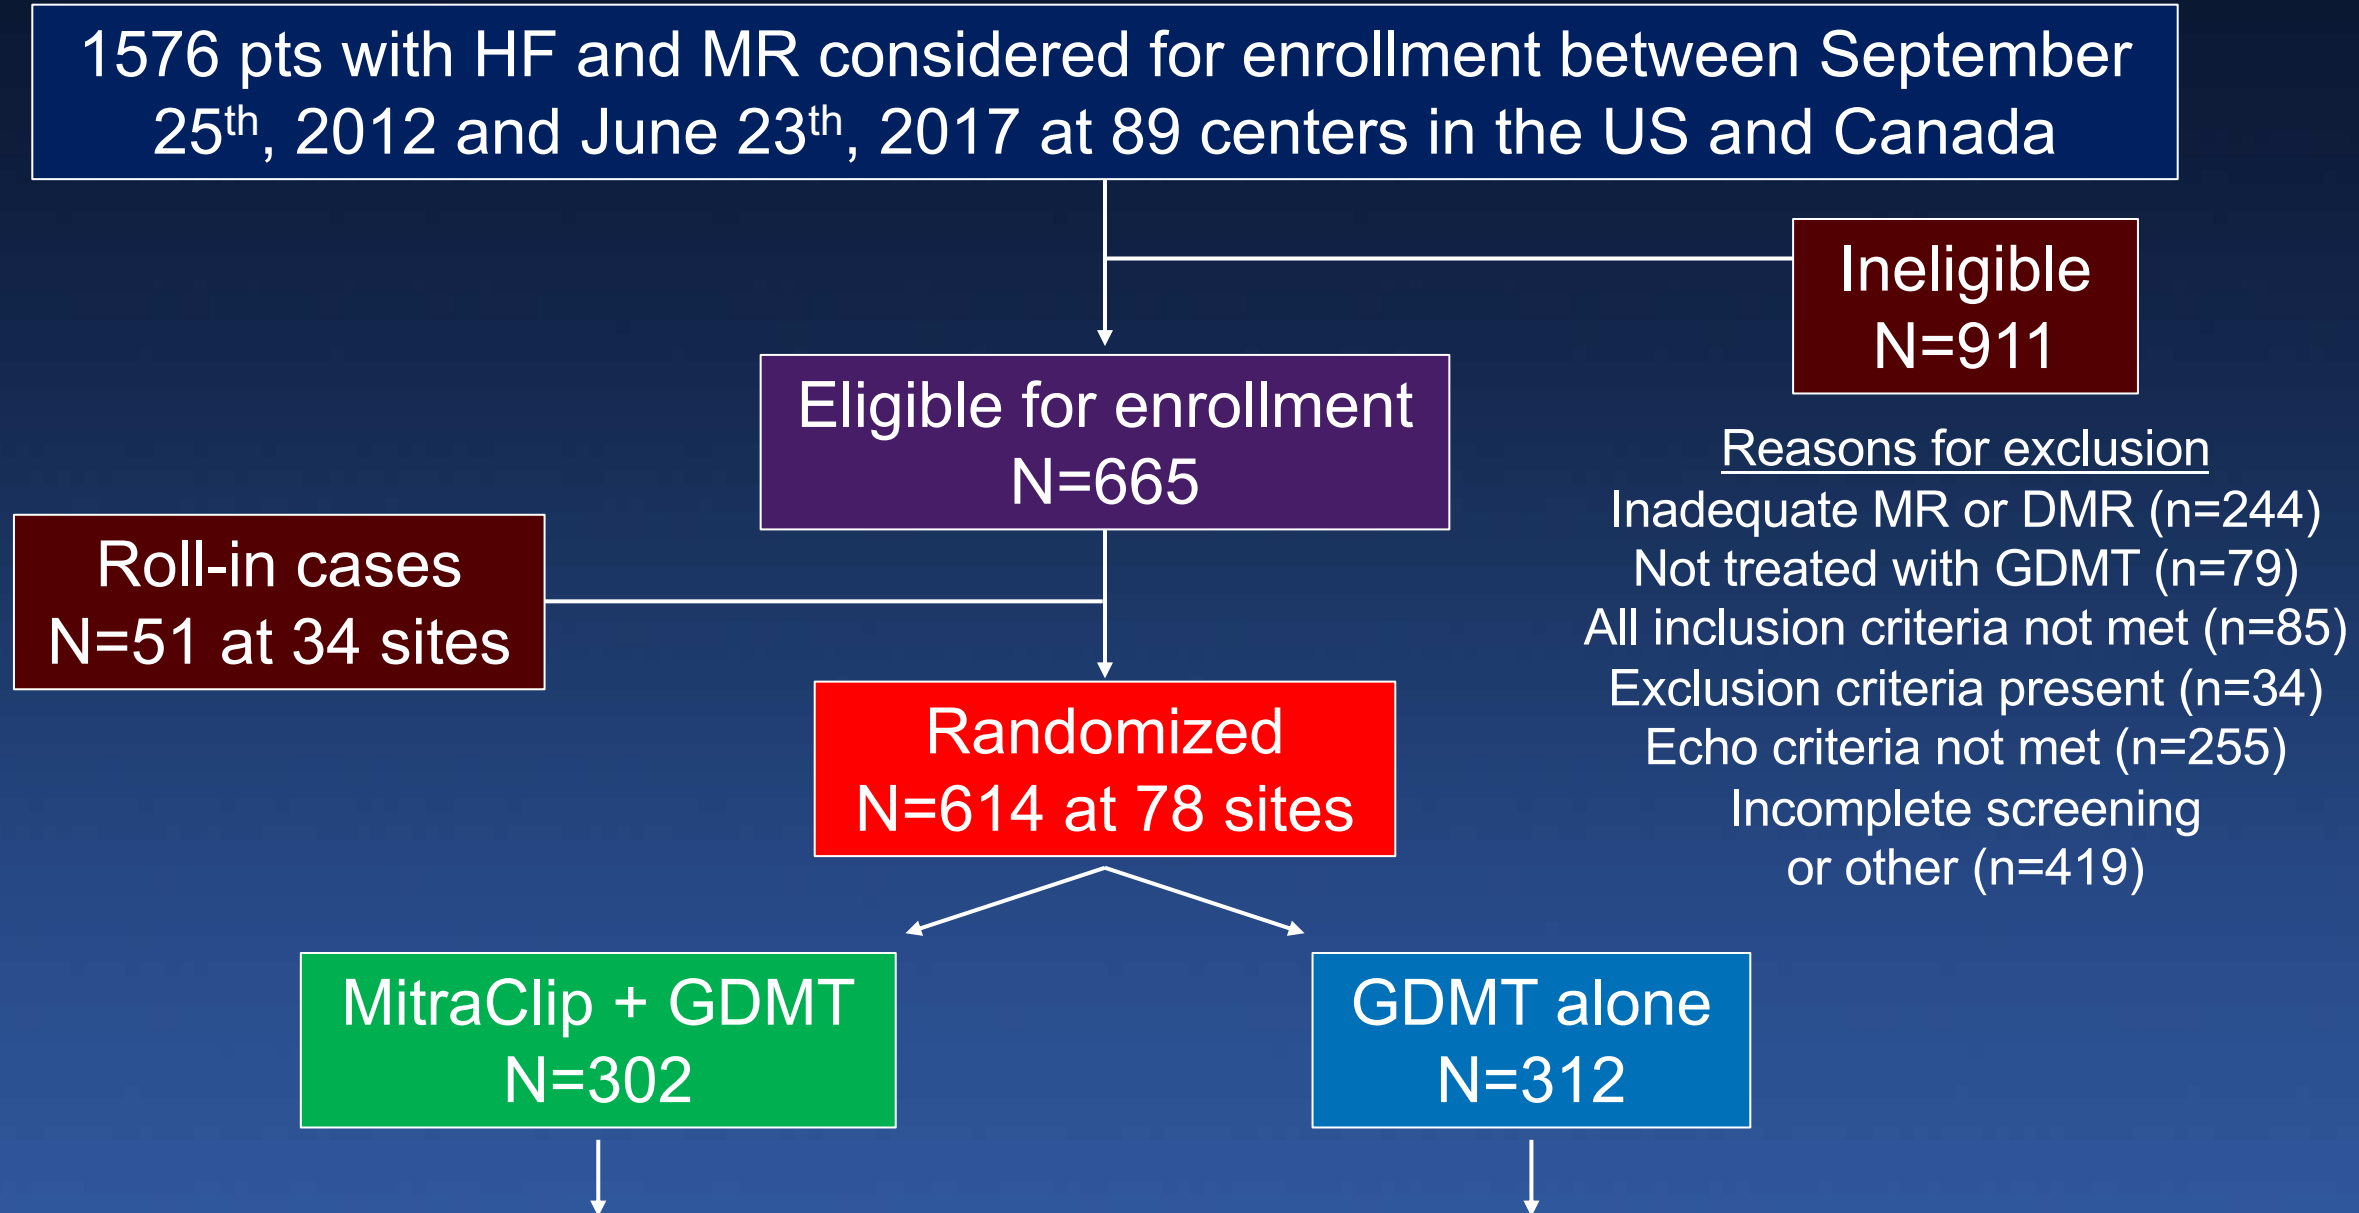 1576 pts with HF and MR considered for enrollment between September
25th, 2012 and June 23th, 2017 at 89 centers in the US and Canada
Ineligible
N=911
Eligible for enrollment
N=665
Reasons for exclusion
Inadequate MR or DMR (n=244)
Not treated with GDMT (n=79)
All inclusion criteria not met (n=85)
Exclusion criteria present (n=34)
Echo criteria not met (n=255)
Incomplete screening
or other (n=419)
Roll-in cases
N=51 at 34 sites
Randomized
N=614 at 78 sites
MitraClip + GDMT
N=302
GDMT alone
N=312